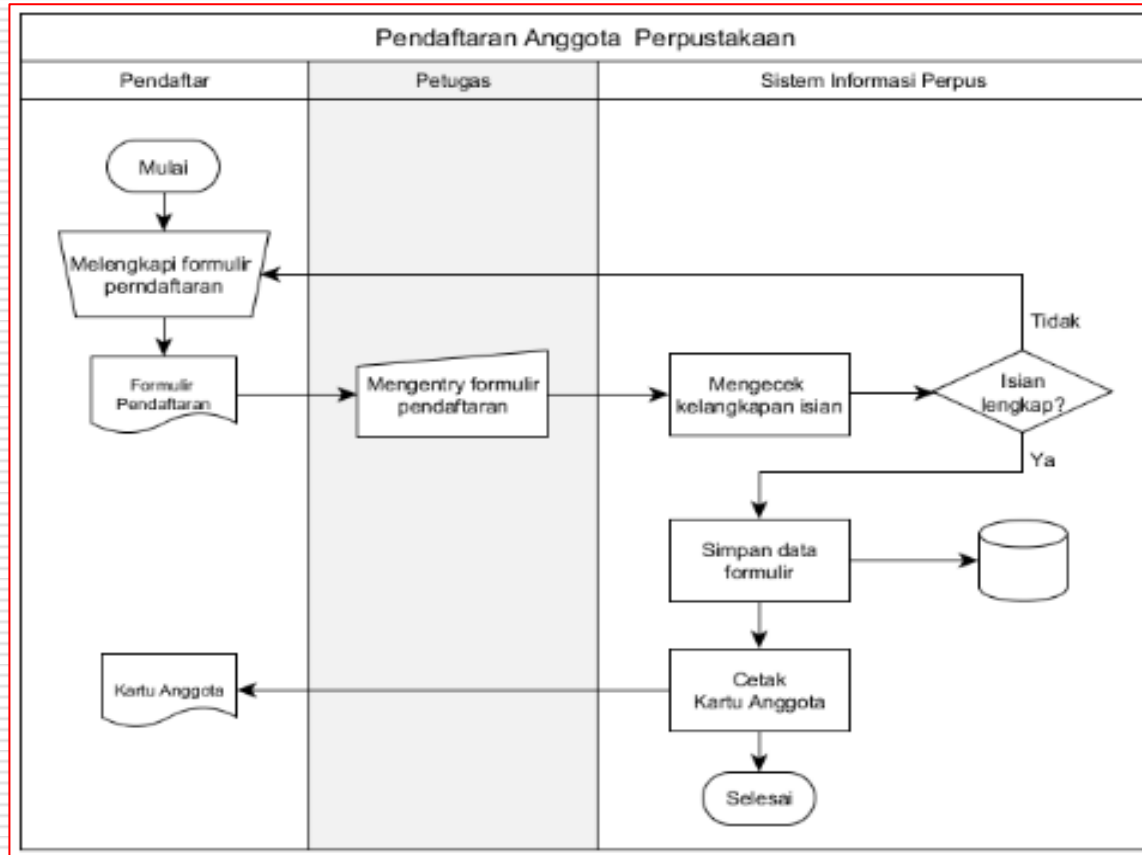 Pendaftaran Anggota Perpustakaan
Pendaftar
Petugas
Sistem Informasi Perpus
Mulai
Melengkapi formulir
perndaftaran
Tidak
Formulir
Pendaftaran
Mengentry formulir
pendaftaran
Mengecek
kelangkapan isian
Isian
lengkap?
Ya
Simpan data
formulir
Kartu Anggota
Cetak
Kartu Anggota
Selesai